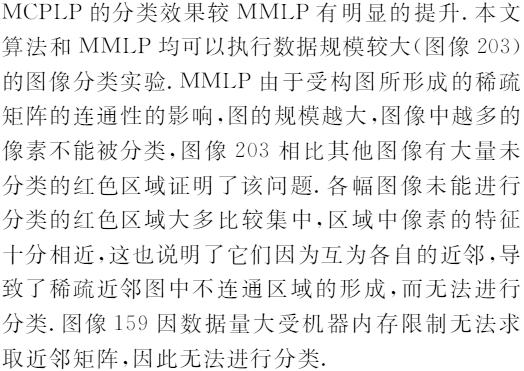 MCPLP 的分类效果较 MMLP 有明显的提升. 本文
算法和 MMLP 均可以执行数据规模较大(图像 203)
的图像分类实验. MMLP 由于受构图所形成的稀疏
矩阵的连通性的影响,图的规模越大,图像中越多的
像素不能被分类,图像 203 相比其他图像有大量未
分类的红色区域证明了该问题. 各幅图像未能进行
分类的红色区域大多比较集中,区域中像素的特征
十分相近,这也说明了它们因为互为各自的近邻,导
致了稀疏近邻图中不连通区域的形成,而无法进行
分类. 图像 159 因数据量大受机器内存限制无法求
取近邻矩阵,因此无法进行分类.